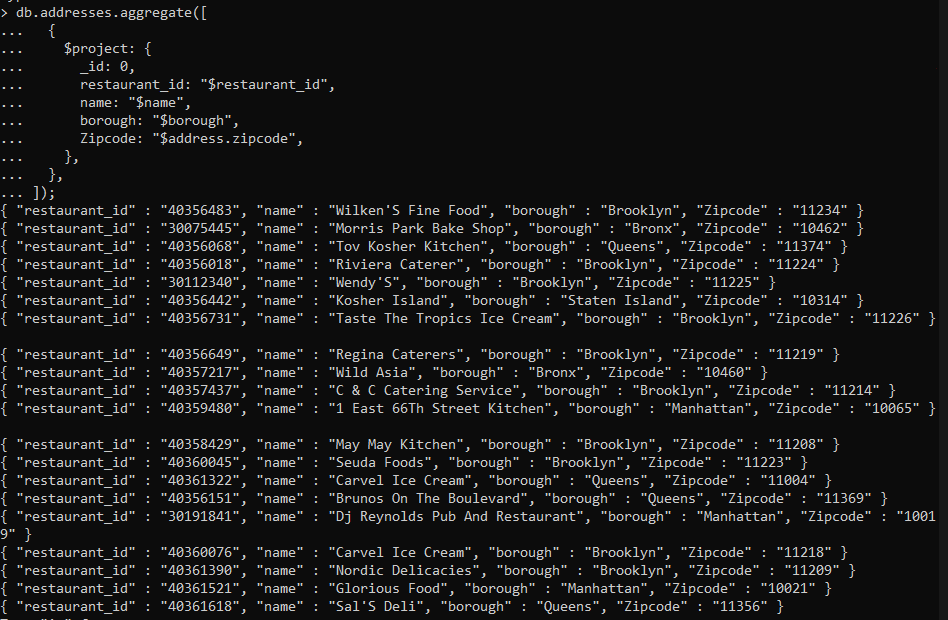 > db.addresses.aggregate([
...   {
...     $project: {
...       _id: 0,
...       restaurant_id: "$restaurant_id",
...       name: "$name",
...       borough: "$borough",
...       Zipcode: "$address.zipcode",
...     },
...   },
... ]);
{ "restaurant_id" : "40356483", "name" : "Wilken'S Fine Food", "borough" : "Brooklyn", "Zipcode" : "11234" }
{ "restaurant_id" : "30075445", "name" : "Morris Park Bake Shop", "borough" : "Bronx", "Zipcode" : "10462" }
{ "restaurant_id" : "40356068", "name" : "Tov Kosher Kitchen", "borough" : "Queens", "Zipcode" : "11374" }
{ "restaurant_id" : "40356018", "name" : "Riviera Caterer", "borough" : "Brooklyn", "Zipcode" : "11224" }
{ "restaurant_id" : "30112340", "name" : "Wendy'S", "borough" : "Brooklyn", "Zipcode" : "11225" }
{ "restaurant_id" : "40356442", "name" : "Kosher Island", "borough" : "Staten Island", "Zipcode" : "10314" }
{ "restaurant_id" : "40356731", "name" : "Taste The Tropics Ice Cream", "borough" : "Brooklyn", "Zipcode" : "11226" }
{ "restaurant_id" : "40356649", "name" : "Regina Caterers", "borough" : "Brooklyn", "Zipcode" : "11219" }
{ "restaurant_id" : "40357217", "name" : "Wild Asia", "borough" : "Bronx", "Zipcode" : "10460" }
{ "restaurant_id" : "40357437", "name" : "C & C Catering Service", "borough" : "Brooklyn", "Zipcode" : "11214" }
{ "restaurant_id" : "40359480", "name" : "1 East 66Th Street Kitchen", "borough" : "Manhattan", "Zipcode" : "10065" }
{ "restaurant_id" : "40358429", "name" : "May May Kitchen", "borough" : "Brooklyn", "Zipcode" : "11208" }
{ "restaurant_id" : "40360045", "name" : "Seuda Foods", "borough" : "Brooklyn", "Zipcode" : "11223" }
{ "restaurant_id" : "40361322", "name" : "Carvel Ice Cream", "borough" : "Queens", "Zipcode" : "11004" }
{ "restaurant_id" : "40356151", "name" : "Brunos On The Boulevard", "borough" : "Queens", "Zipcode" : "11369" }
{ "restaurant_id" : "30191841", "name" : "Dj Reynolds Pub And Restaurant", "borough" : "Manhattan", "Zipcode" : "1001
9" }
{ "restaurant_id" : "40360076", "name" : "Carvel Ice Cream", "borough" : "Brooklyn", "Zipcode" : "11218" }
{ "restaurant_id" : "40361390", "name" : "Nordic Delicacies", "borough" : "Brooklyn", "Zipcode" : "11209" }
{ "restaurant_id" : "40361521", "name" : "Glorious Food", "borough" : "Manhattan", "Zipcode" : "10021" }
{ "restaurant_id" : "40361618", "name" : "Sal'S Deli", "borough" : "Queens", "Zipcode" : "11356" }